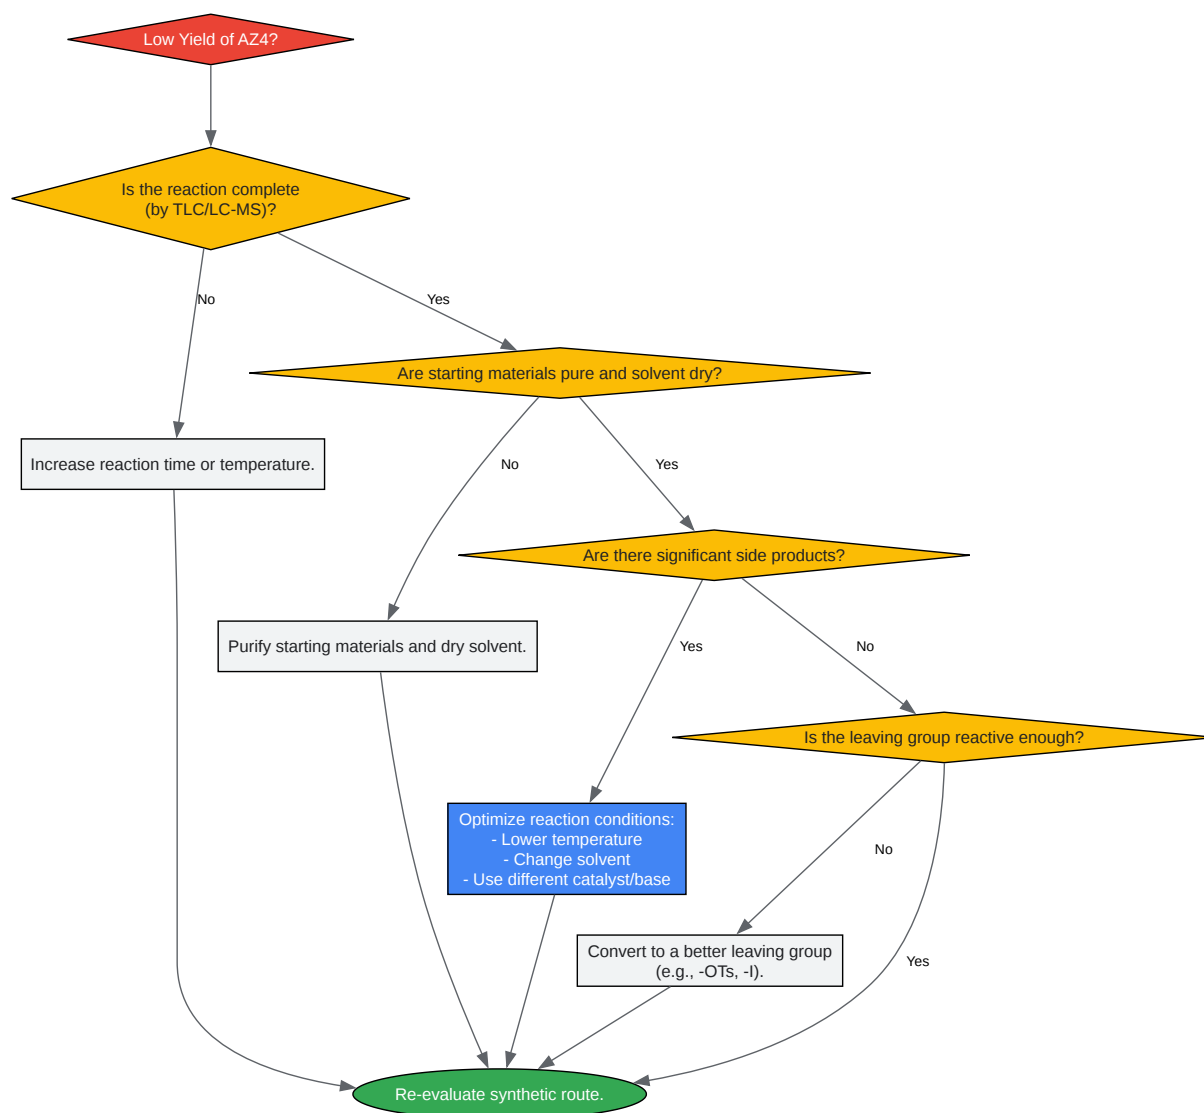 Low Yield of AZ4?
Is the reaction complete
(by TLC/LC-MS)?
No
Yes
Are starting materials pure and solvent dry?
Increase reaction time or temperature.
No
Yes
Are there significant side products?
Purify starting materials and dry solvent.
Yes
No
Is the leaving group reactive enough?
Optimize reaction conditions:
- Lower temperature
- Change solvent
- Use different catalyst/base
No
Convert to a better leaving group
(e.g., -OTs, -I).
Yes
Re-evaluate synthetic route.